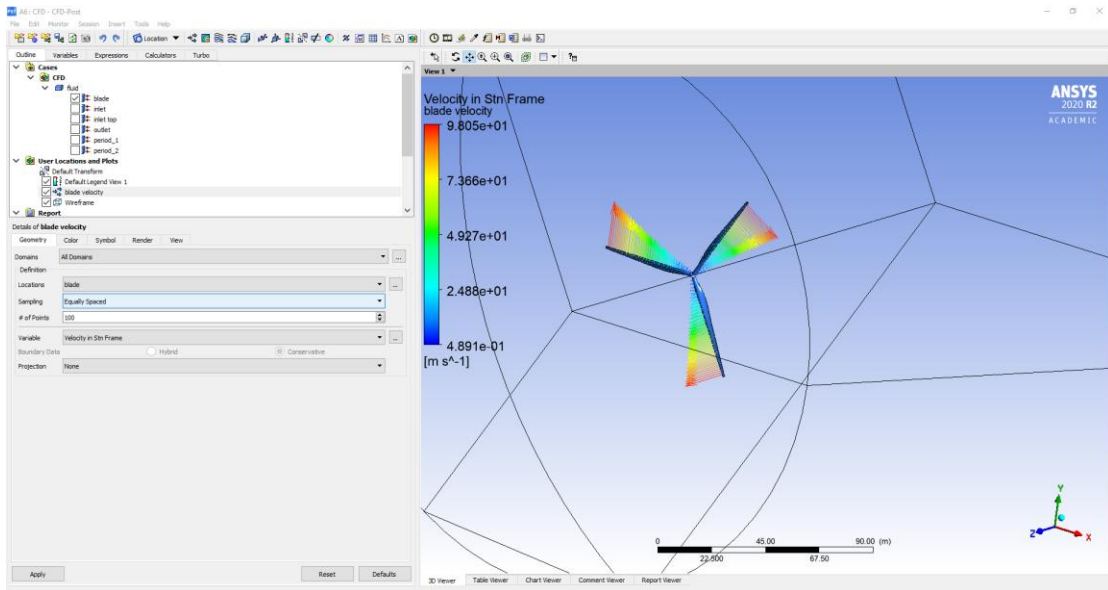 A6: CFD - CFD-Post
File Edit Monitor Session Insert Tools Help
Location
Outline Variables Expressions Calculators Turbo
Cases
CFD
fluid
blade
inlet
inlet top
outlet
period_1
period_2
User Locations and Plots
Default Transform
Default Legend View 1
blade velocity
Wireframe
Report
Details of blade velocity
Geometry Color Symbol Render View
Domains All Domains ...
Definition
Locations blade ...
Sampling Equally Spaced
# of Points 100
Variable Velocity in Stn Frame ...
Boundary Data Hybrid Conservative
Projection None
Apply Reset Defaults
View 1
Velocity in Stn Frame
blade velocity
9.805e+01
7.366e+01
4.927e+01
2.488e+01
4.891e-01
[m s^-1]
ANSYS
2020 R2
ACADEMIC
Y
Z X
0 45.00 90.00 (m)
22.500 67.50
3D Viewer Table Viewer Chart Viewer Comment Viewer Report Viewer